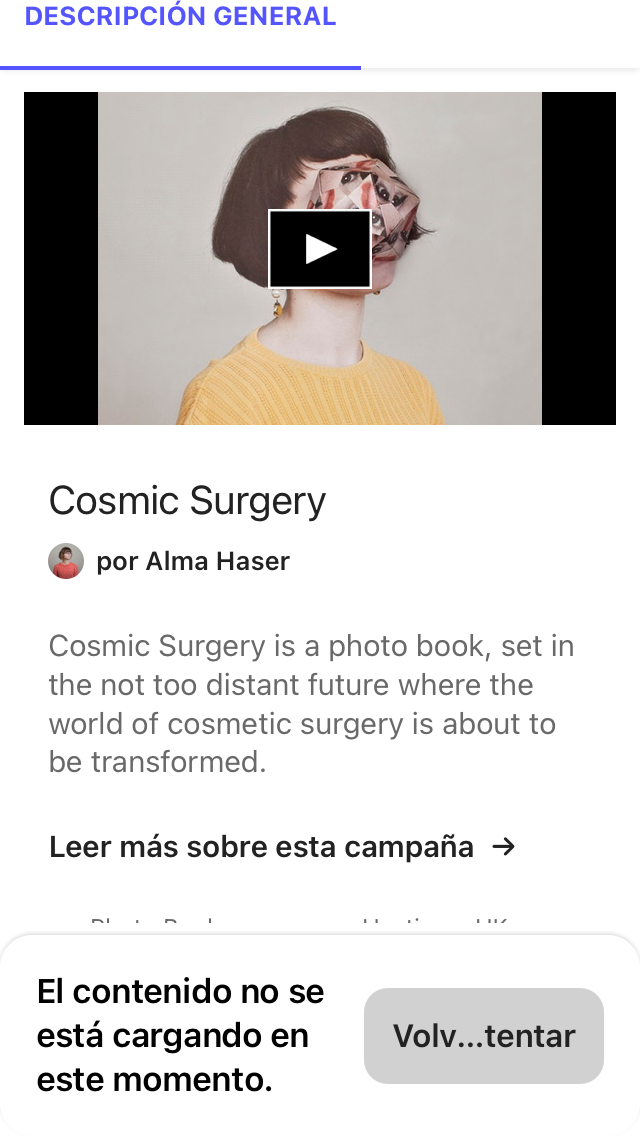 DESCRIPCIÓN GENERAL
Cosmic Surgery
por Alma Haser
Cosmic Surgery is a photo book, set in
the not too distant future where the
world of cosmetic surgery is about to
be transformed.
Leer más sobre esta campaña →
El contenido no se
está cargando en
este momento.
Volv...tentar